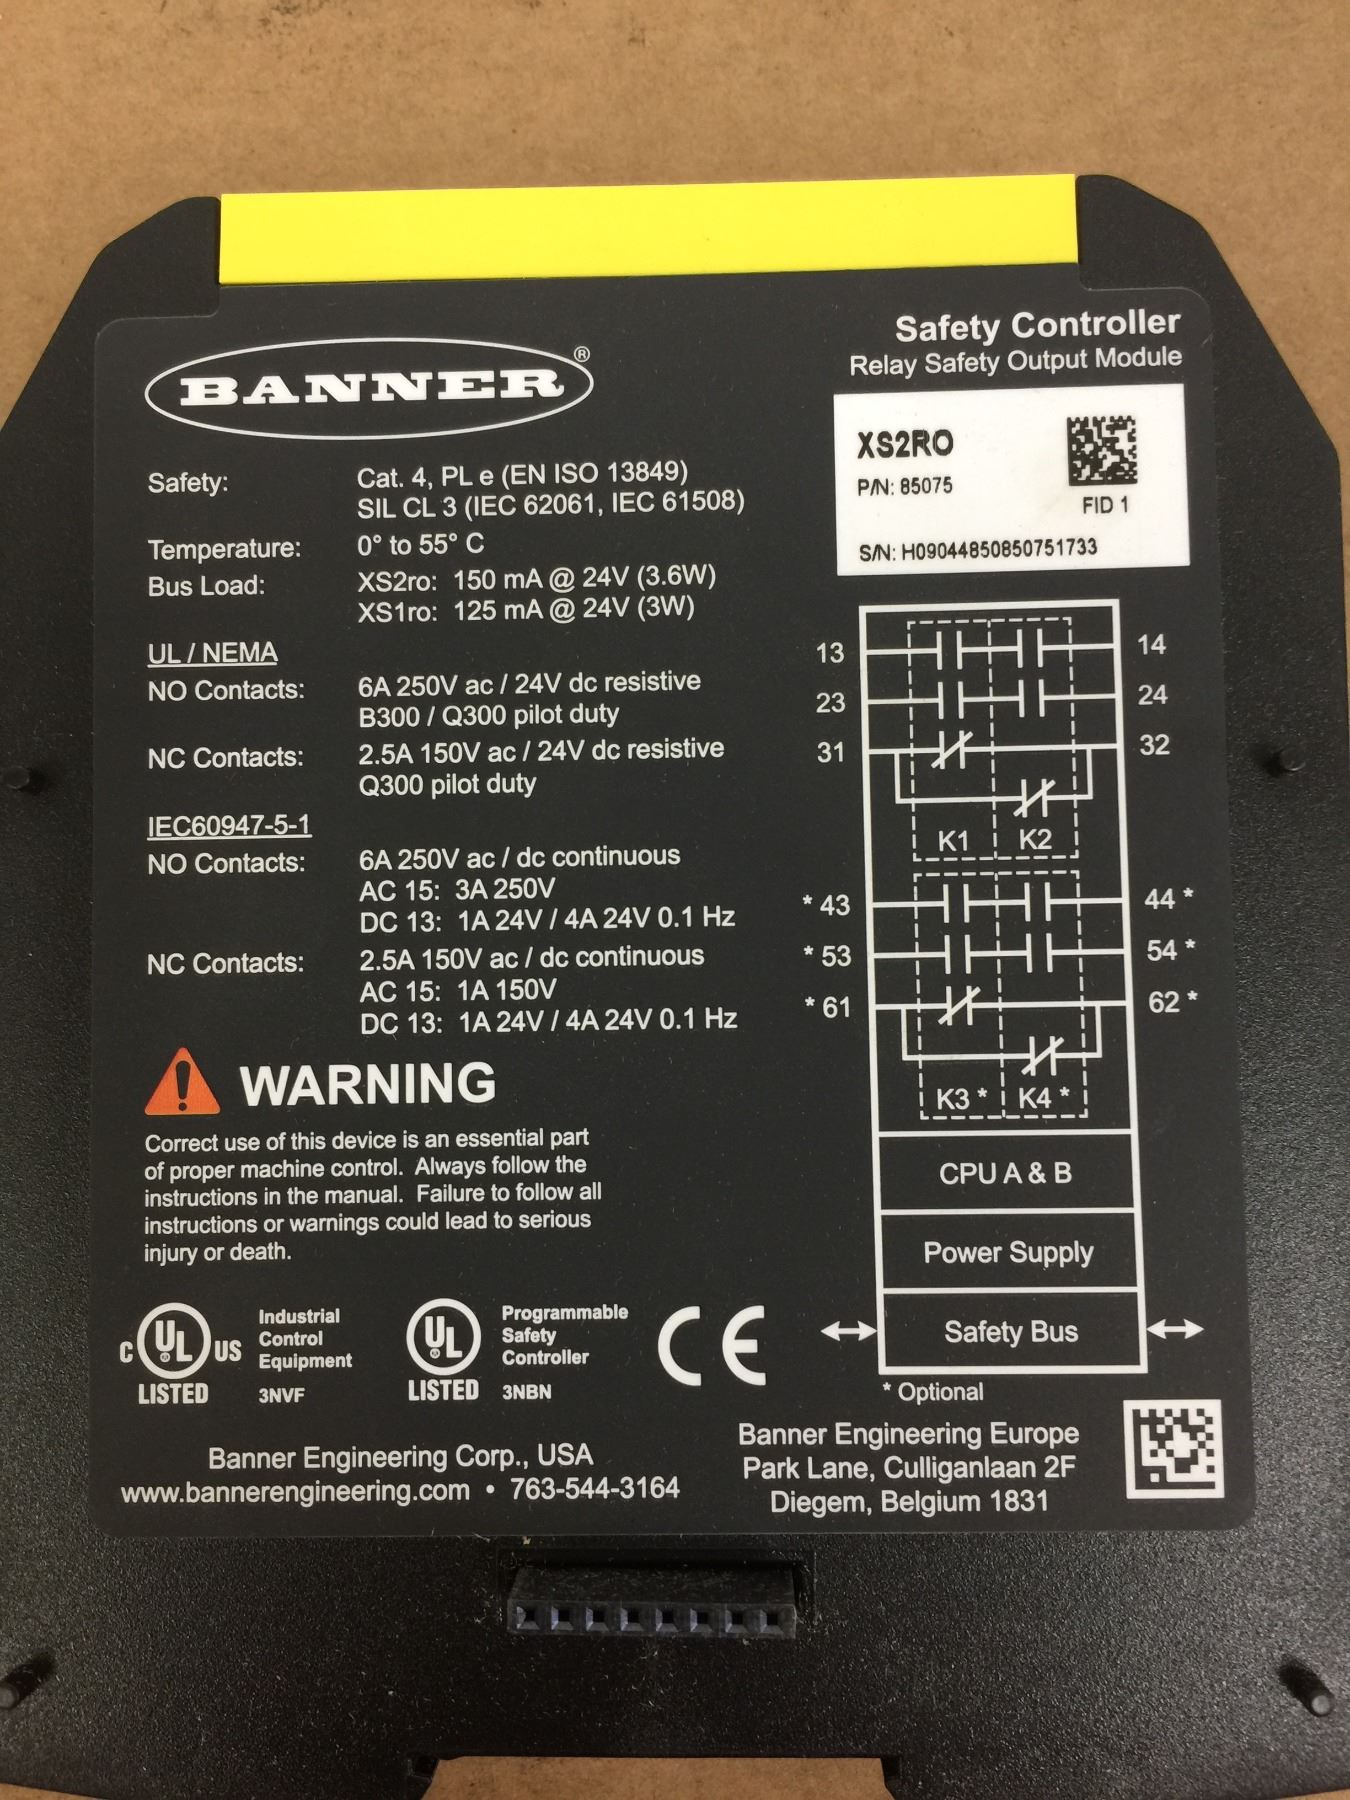 BANNER®
Safety Controller
Relay Safety Output Module
XS2RO
P/N: 85075
FID 1
S/N: H09044850850751733
Safety: Cat. 4, PL e (EN ISO 13849)
SIL CL 3 (IEC 62061, IEC 61508)
Temperature: 0° to 55° C
Bus Load: XS2ro: 150 mA @ 24V (3.6W)
XS1ro: 125 mA @ 24V (3W)
UL / NEMA
NO Contacts: 6A 250V ac / 24V dc resistive
B300 / Q300 pilot duty
NC Contacts: 2.5A 150V ac / 24V dc resistive
Q300 pilot duty
IEC60947-5-1
NO Contacts: 6A 250V ac / dc continuous
AC 15: 3A 250V
DC 13: 1A 24V / 4A 24V 0.1 Hz
NC Contacts: 2.5A 150V ac / dc continuous
AC 15: 1A 150V
DC 13: 1A 24V / 4A 24V 0.1 Hz
13 14
23 24
31 32
K1 K2
* 43 44 *
* 53 54 *
* 61 62 *
K3 * K4 *
CPU A & B
Power Supply
Safety Bus
* Optional
WARNING
Correct use of this device is an essential part
of proper machine control. Always follow the
instructions in the manual. Failure to follow all
instructions or warnings could lead to serious
injury or death.
C UL US
LISTED
Industrial
Control
Equipment
3NVF
UL
LISTED
Programmable
Safety
Controller
3NBN
CE
Banner Engineering Corp., USA
www.bannerengineering.com • 763-544-3164
Banner Engineering Europe
Park Lane, Culliganlaan 2F
Diegem, Belgium 1831